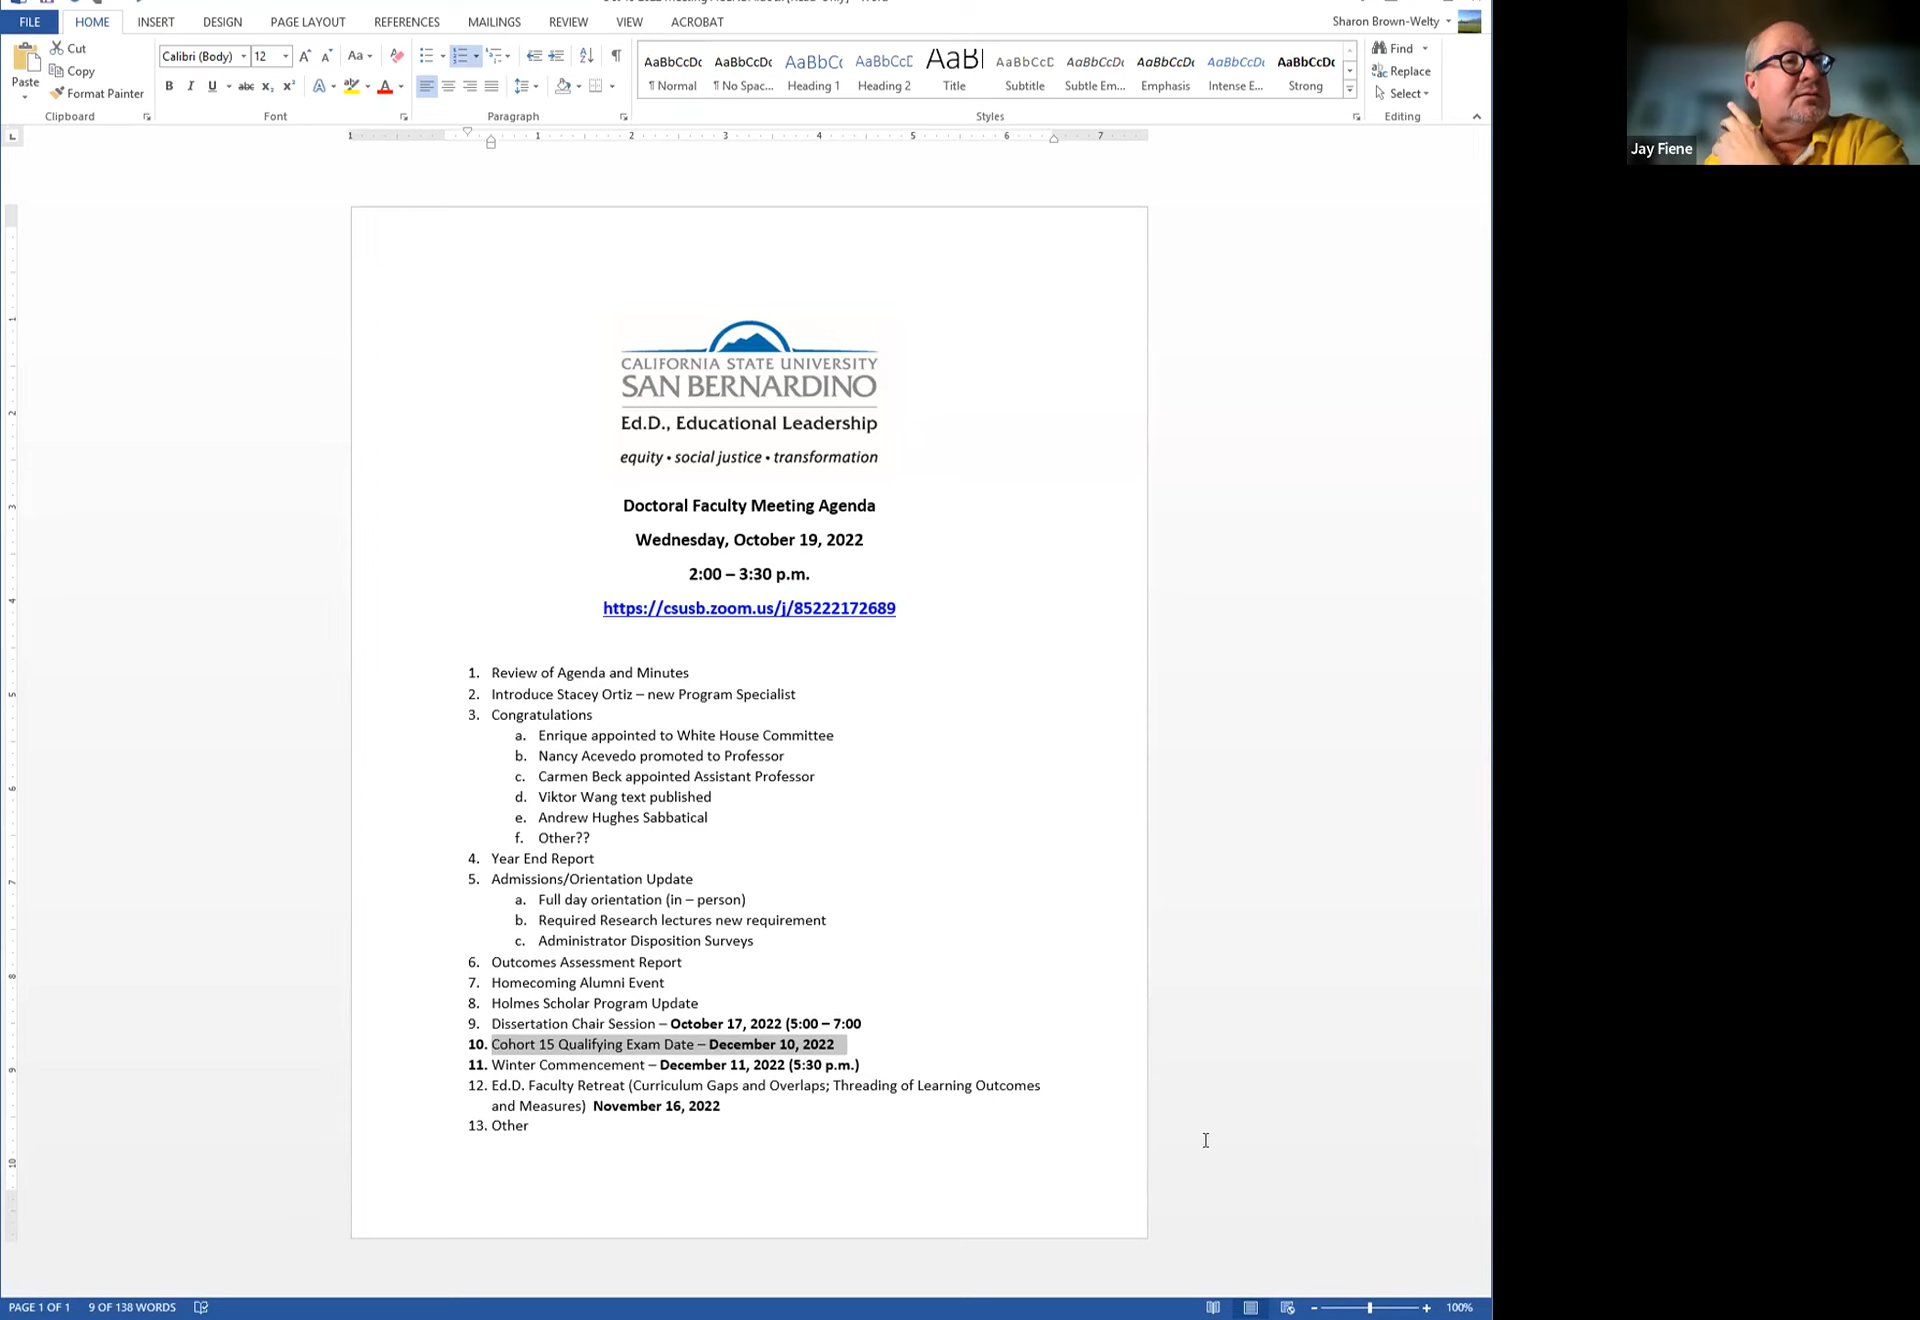 FILE HOME INSERT DESIGN PAGE LAYOUT REFERENCES MAILINGS REVIEW VIEW ACROBAT Sharon Brown-Welty
Paste
Cut
Copy
Format Painter
Clipboard
Calibri (Body) 12
Font
Paragraph
AaBbCcDc AaBbCcDc AaBbC( AaBbCcD AaBl AaBbCcD AaBbCcDc AaBbCcDc AaBbCcDc AaBbCcDc
¶ Normal ¶ No Spac... Heading 1 Heading 2 Title Subtitle Subtle Em... Emphasis Intense E... Strong
Styles
Find
Replace
Select
Editing
Jay Fiene
CALIFORNIA STATE UNIVERSITY
SAN BERNARDINO
Ed.D., Educational Leadership
equity • social justice • transformation
Doctoral Faculty Meeting Agenda
Wednesday, October 19, 2022
2:00 – 3:30 p.m.
https://csusb.zoom.us/j/85222172689
1. Review of Agenda and Minutes
2. Introduce Stacey Ortiz – new Program Specialist
3. Congratulations
a. Enrique appointed to White House Committee
b. Nancy Acevedo promoted to Professor
c. Carmen Beck appointed Assistant Professor
d. Viktor Wang text published
e. Andrew Hughes Sabbatical
f. Other??
4. Year End Report
5. Admissions/Orientation Update
a. Full day orientation (in – person)
b. Required Research lectures new requirement
c. Administrator Disposition Surveys
6. Outcomes Assessment Report
7. Homecoming Alumni Event
8. Holmes Scholar Program Update
9. Dissertation Chair Session – October 17, 2022 (5:00 – 7:00
10. Cohort 15 Qualifying Exam Date – December 10, 2022
11. Winter Commencement – December 11, 2022 (5:30 p.m.)
12. Ed.D. Faculty Retreat (Curriculum Gaps and Overlaps; Threading of Learning Outcomes
and Measures) November 16, 2022
13. Other
PAGE 1 OF 1 9 OF 138 WORDS 100%